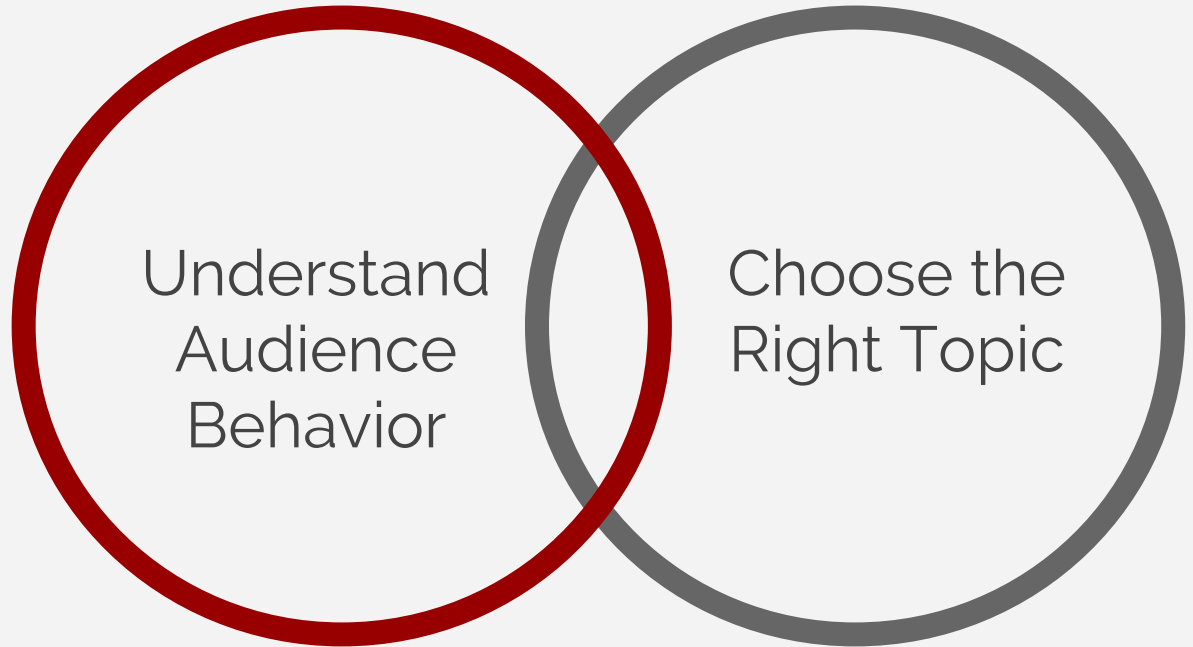 Understand
Audience
Behavior
Choose the
Right Topic